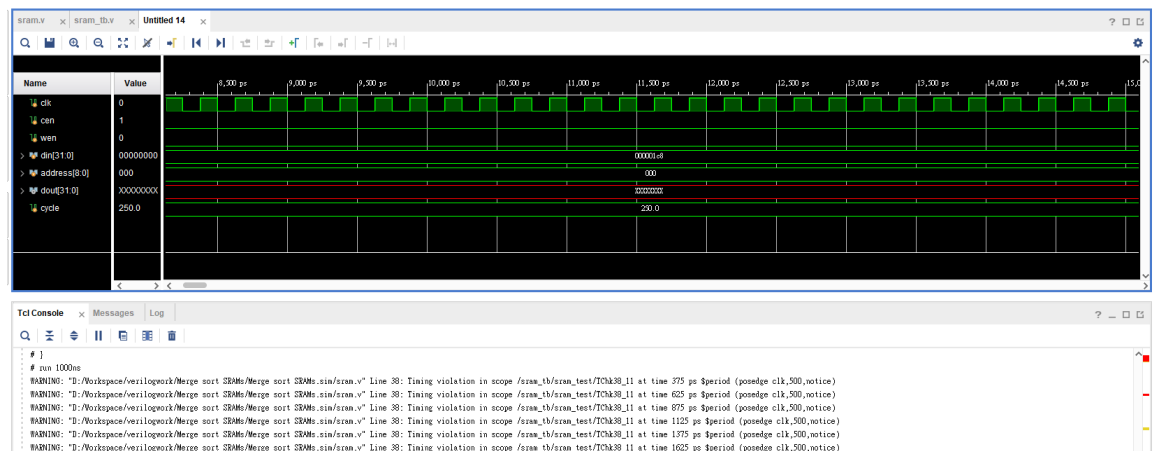 sram.v x sram_tb.v x Untitled 14 x
Name Value
8,500 ps 9,000 ps 9,500 ps 10,000 ps 10,500 ps 11,000 ps 11,500 ps 12,000 ps 12,500 ps 13,000 ps 13,500 ps 14,000 ps 14,500 ps 15,0
clk 0
cen 1
wen 0
din[31:0] 00000000 000001c8
address[8:0] 000 000
dout[31:0] XXXXXXXX XXXXXXXX
cycle 250.0 250.0
Tcl Console x Messages Log
# }
# run 1000ns
WARNING: "D:/Workspace/verilogwork/Merge sort SRAMs/Merge sort SRAMs.sim/sram.v" Line 38: Timing violation in scope /sram_tb/sram_test/TChk38_11 at time 375 ps $period (posedge clk,500,notice)
WARNING: "D:/Workspace/verilogwork/Merge sort SRAMs/Merge sort SRAMs.sim/sram.v" Line 38: Timing violation in scope /sram_tb/sram_test/TChk38_11 at time 625 ps $period (posedge clk,500,notice)
WARNING: "D:/Workspace/verilogwork/Merge sort SRAMs/Merge sort SRAMs.sim/sram.v" Line 38: Timing violation in scope /sram_tb/sram_test/TChk38_11 at time 875 ps $period (posedge clk,500,notice)
WARNING: "D:/Workspace/verilogwork/Merge sort SRAMs/Merge sort SRAMs.sim/sram.v" Line 38: Timing violation in scope /sram_tb/sram_test/TChk38_11 at time 1125 ps $period (posedge clk,500,notice)
WARNING: "D:/Workspace/verilogwork/Merge sort SRAMs/Merge sort SRAMs.sim/sram.v" Line 38: Timing violation in scope /sram_tb/sram_test/TChk38_11 at time 1375 ps $period (posedge clk,500,notice)
WARNING: "D:/Workspace/verilogwork/Merge sort SRAMs/Merge sort SRAMs.sim/sram.v" Line 38: Timing violation in scope /sram_tb/sram_test/TChk38_11 at time 1625 ps $period (posedge clk,500,notice)